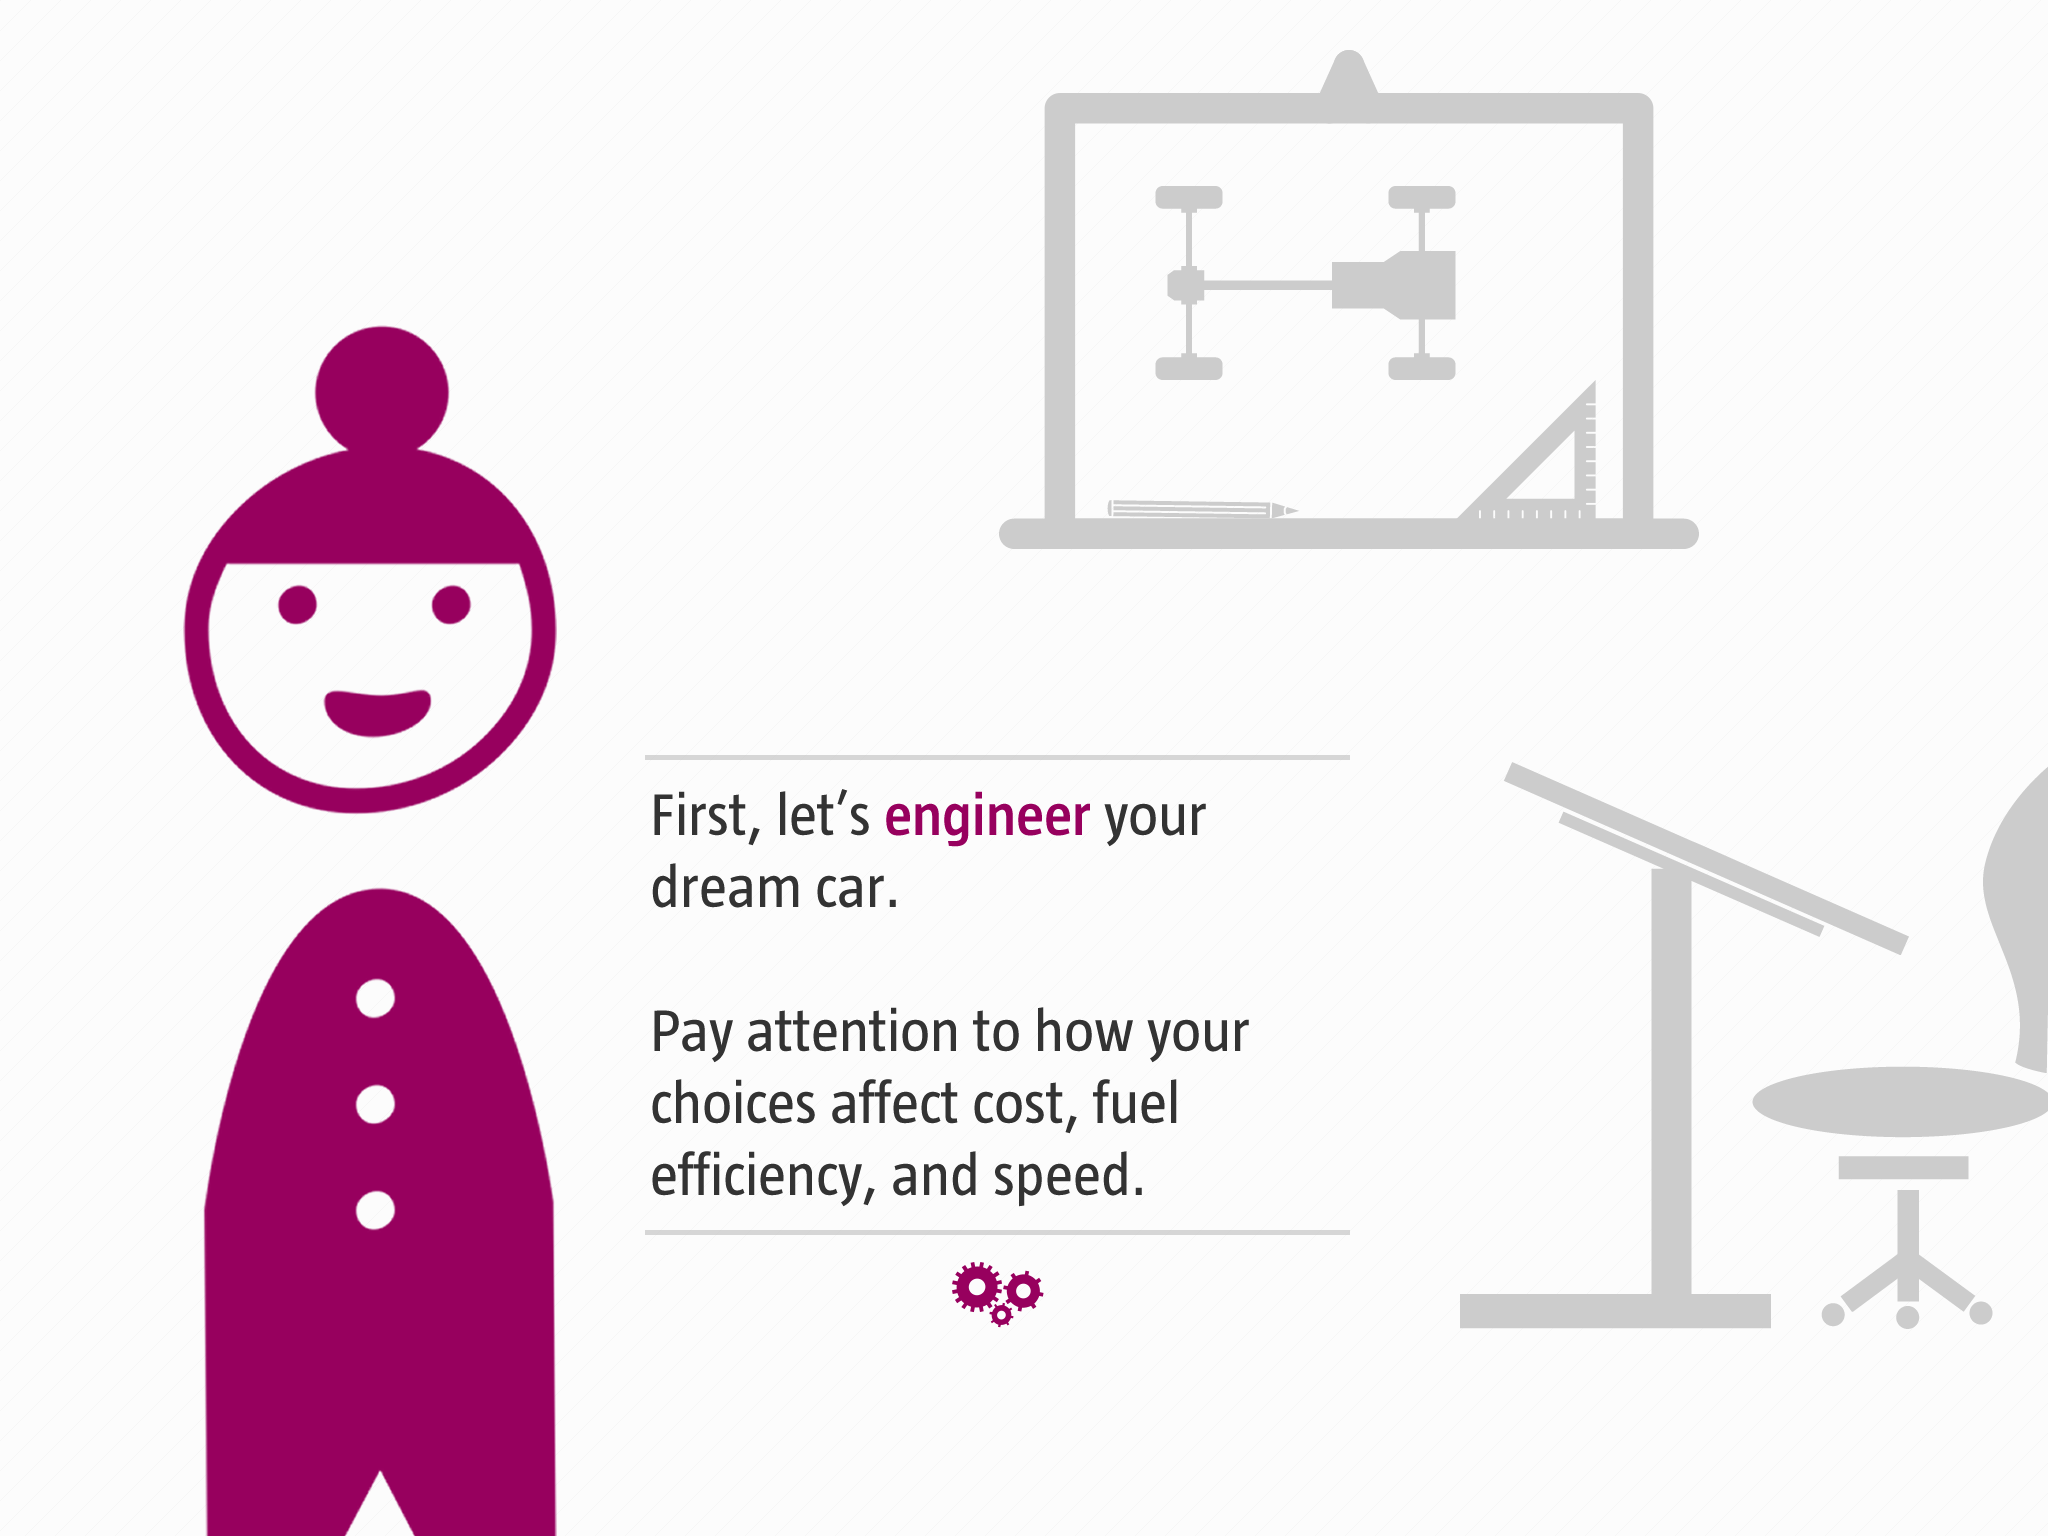 First, let’s engineer your
dream car.
Pay attention to how your
choices affect cost, fuel
efficiency, and speed.